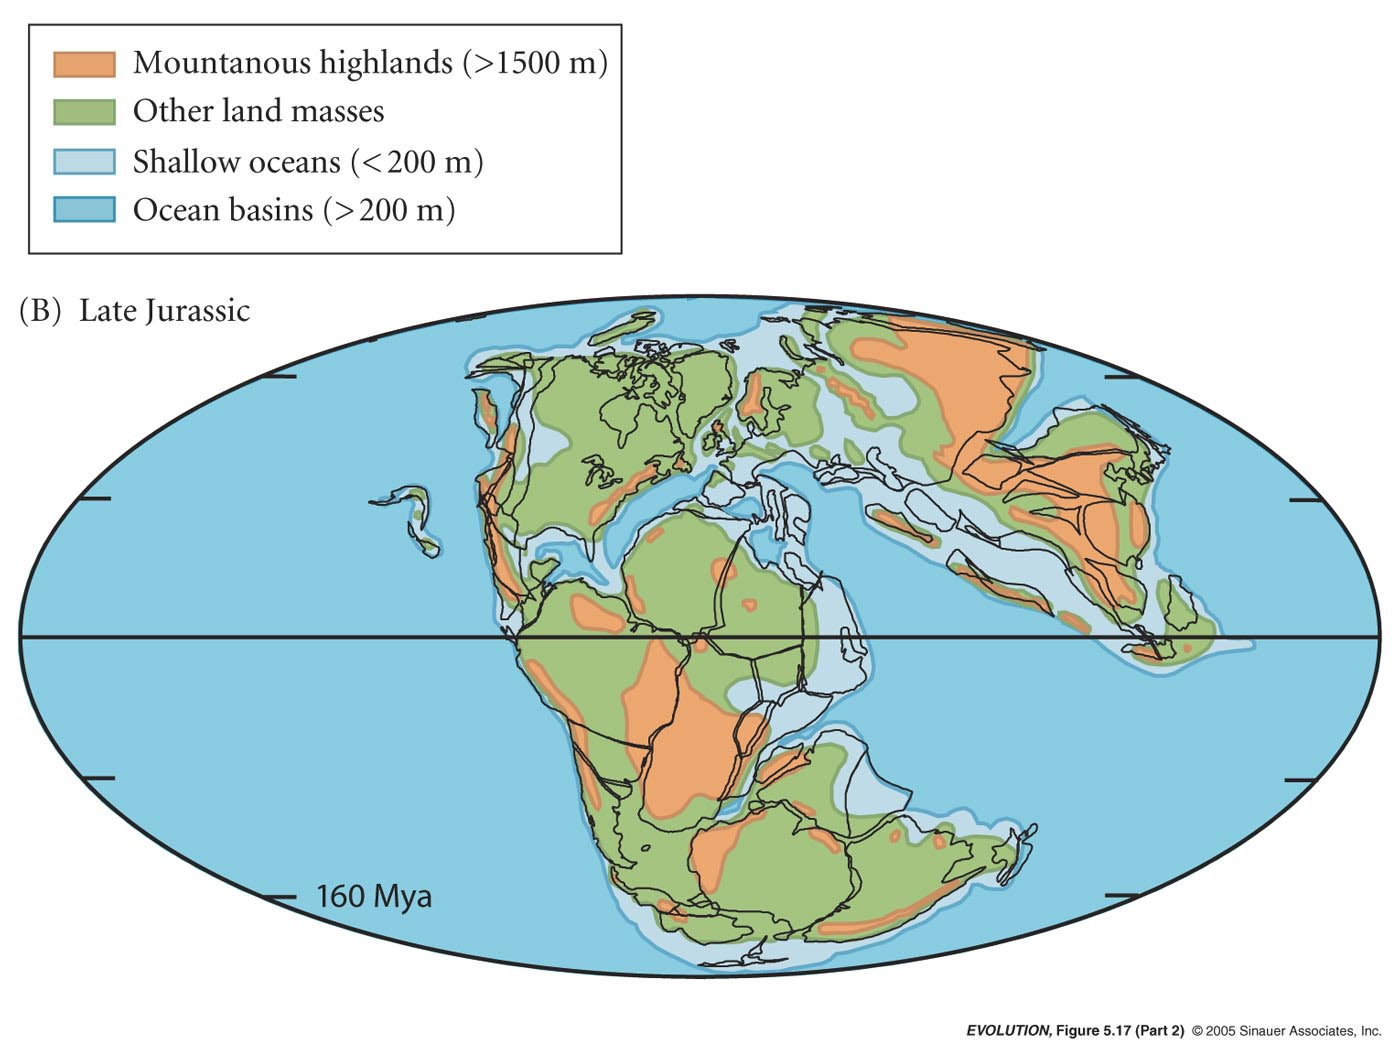 Mountanous highlands (>1500 m)
Other land masses
Shallow oceans (<200 m)
Ocean basins (>200 m)
(B) Late Jurassic
160 Mya
EVOLUTION, Figure 5.17 (Part 2) © 2005 Sinauer Associates, Inc.